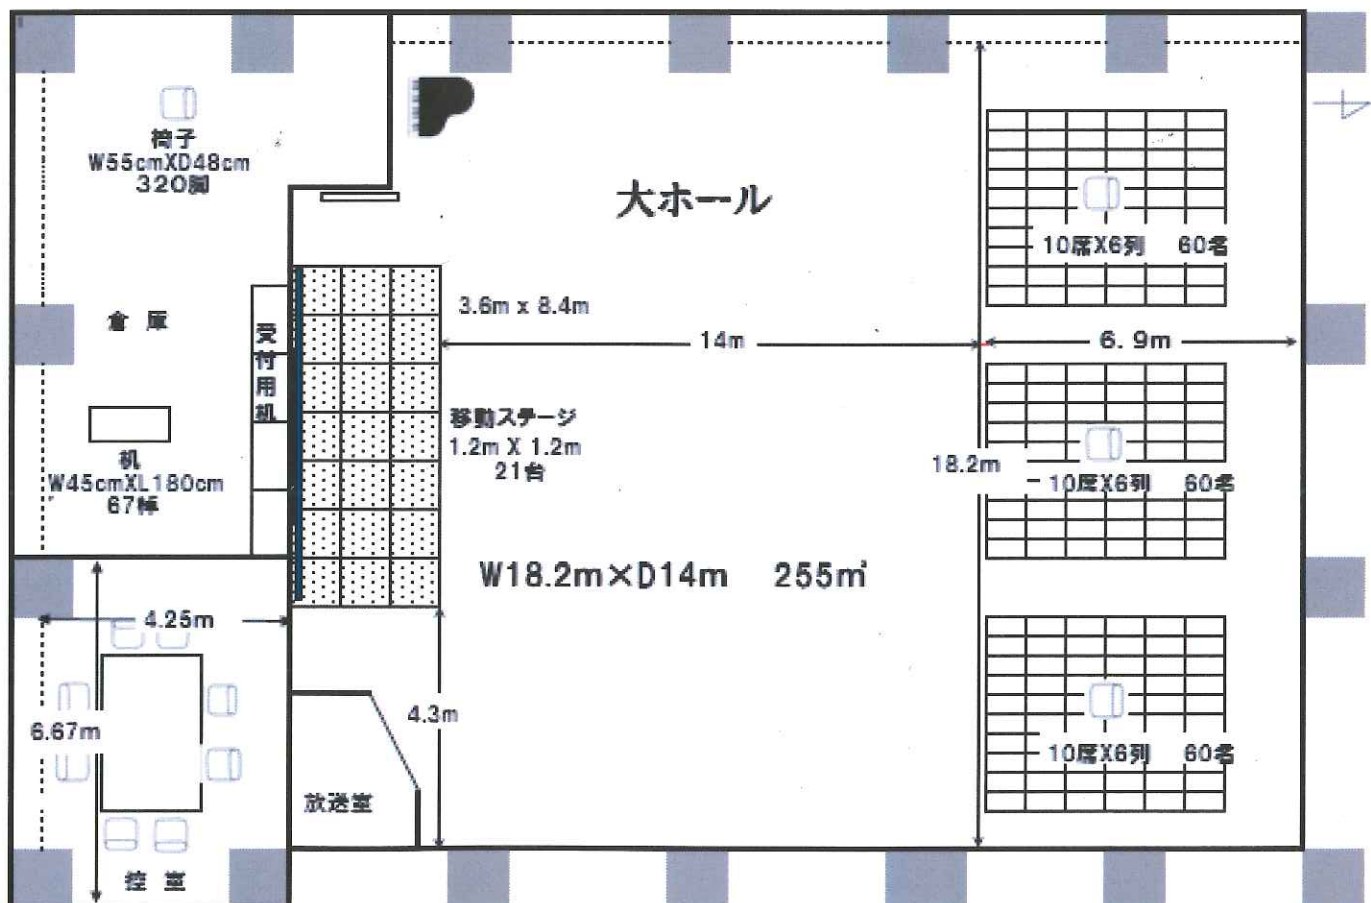 椅子
W55cmXD48cm
320脚
大ホール
10席X6列 60名
3.6m x 8.4m
倉 庫
受付用机
14m
6.9m
移動ステージ
1.2m X 1.2m
21台
机
W45cmXL180cm
67棹
18.2m
10席X6列 60名
W18.2m×D14m 255㎡
4.25m
4.3m
6.67m
10席X6列 60名
放送室
控 室